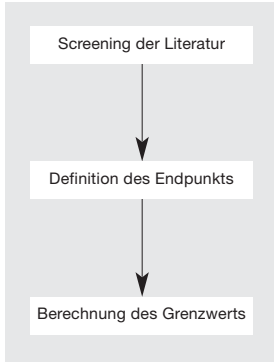 Screening der Literatur
Definition des Endpunkts
Berechnung des Grenzwerts